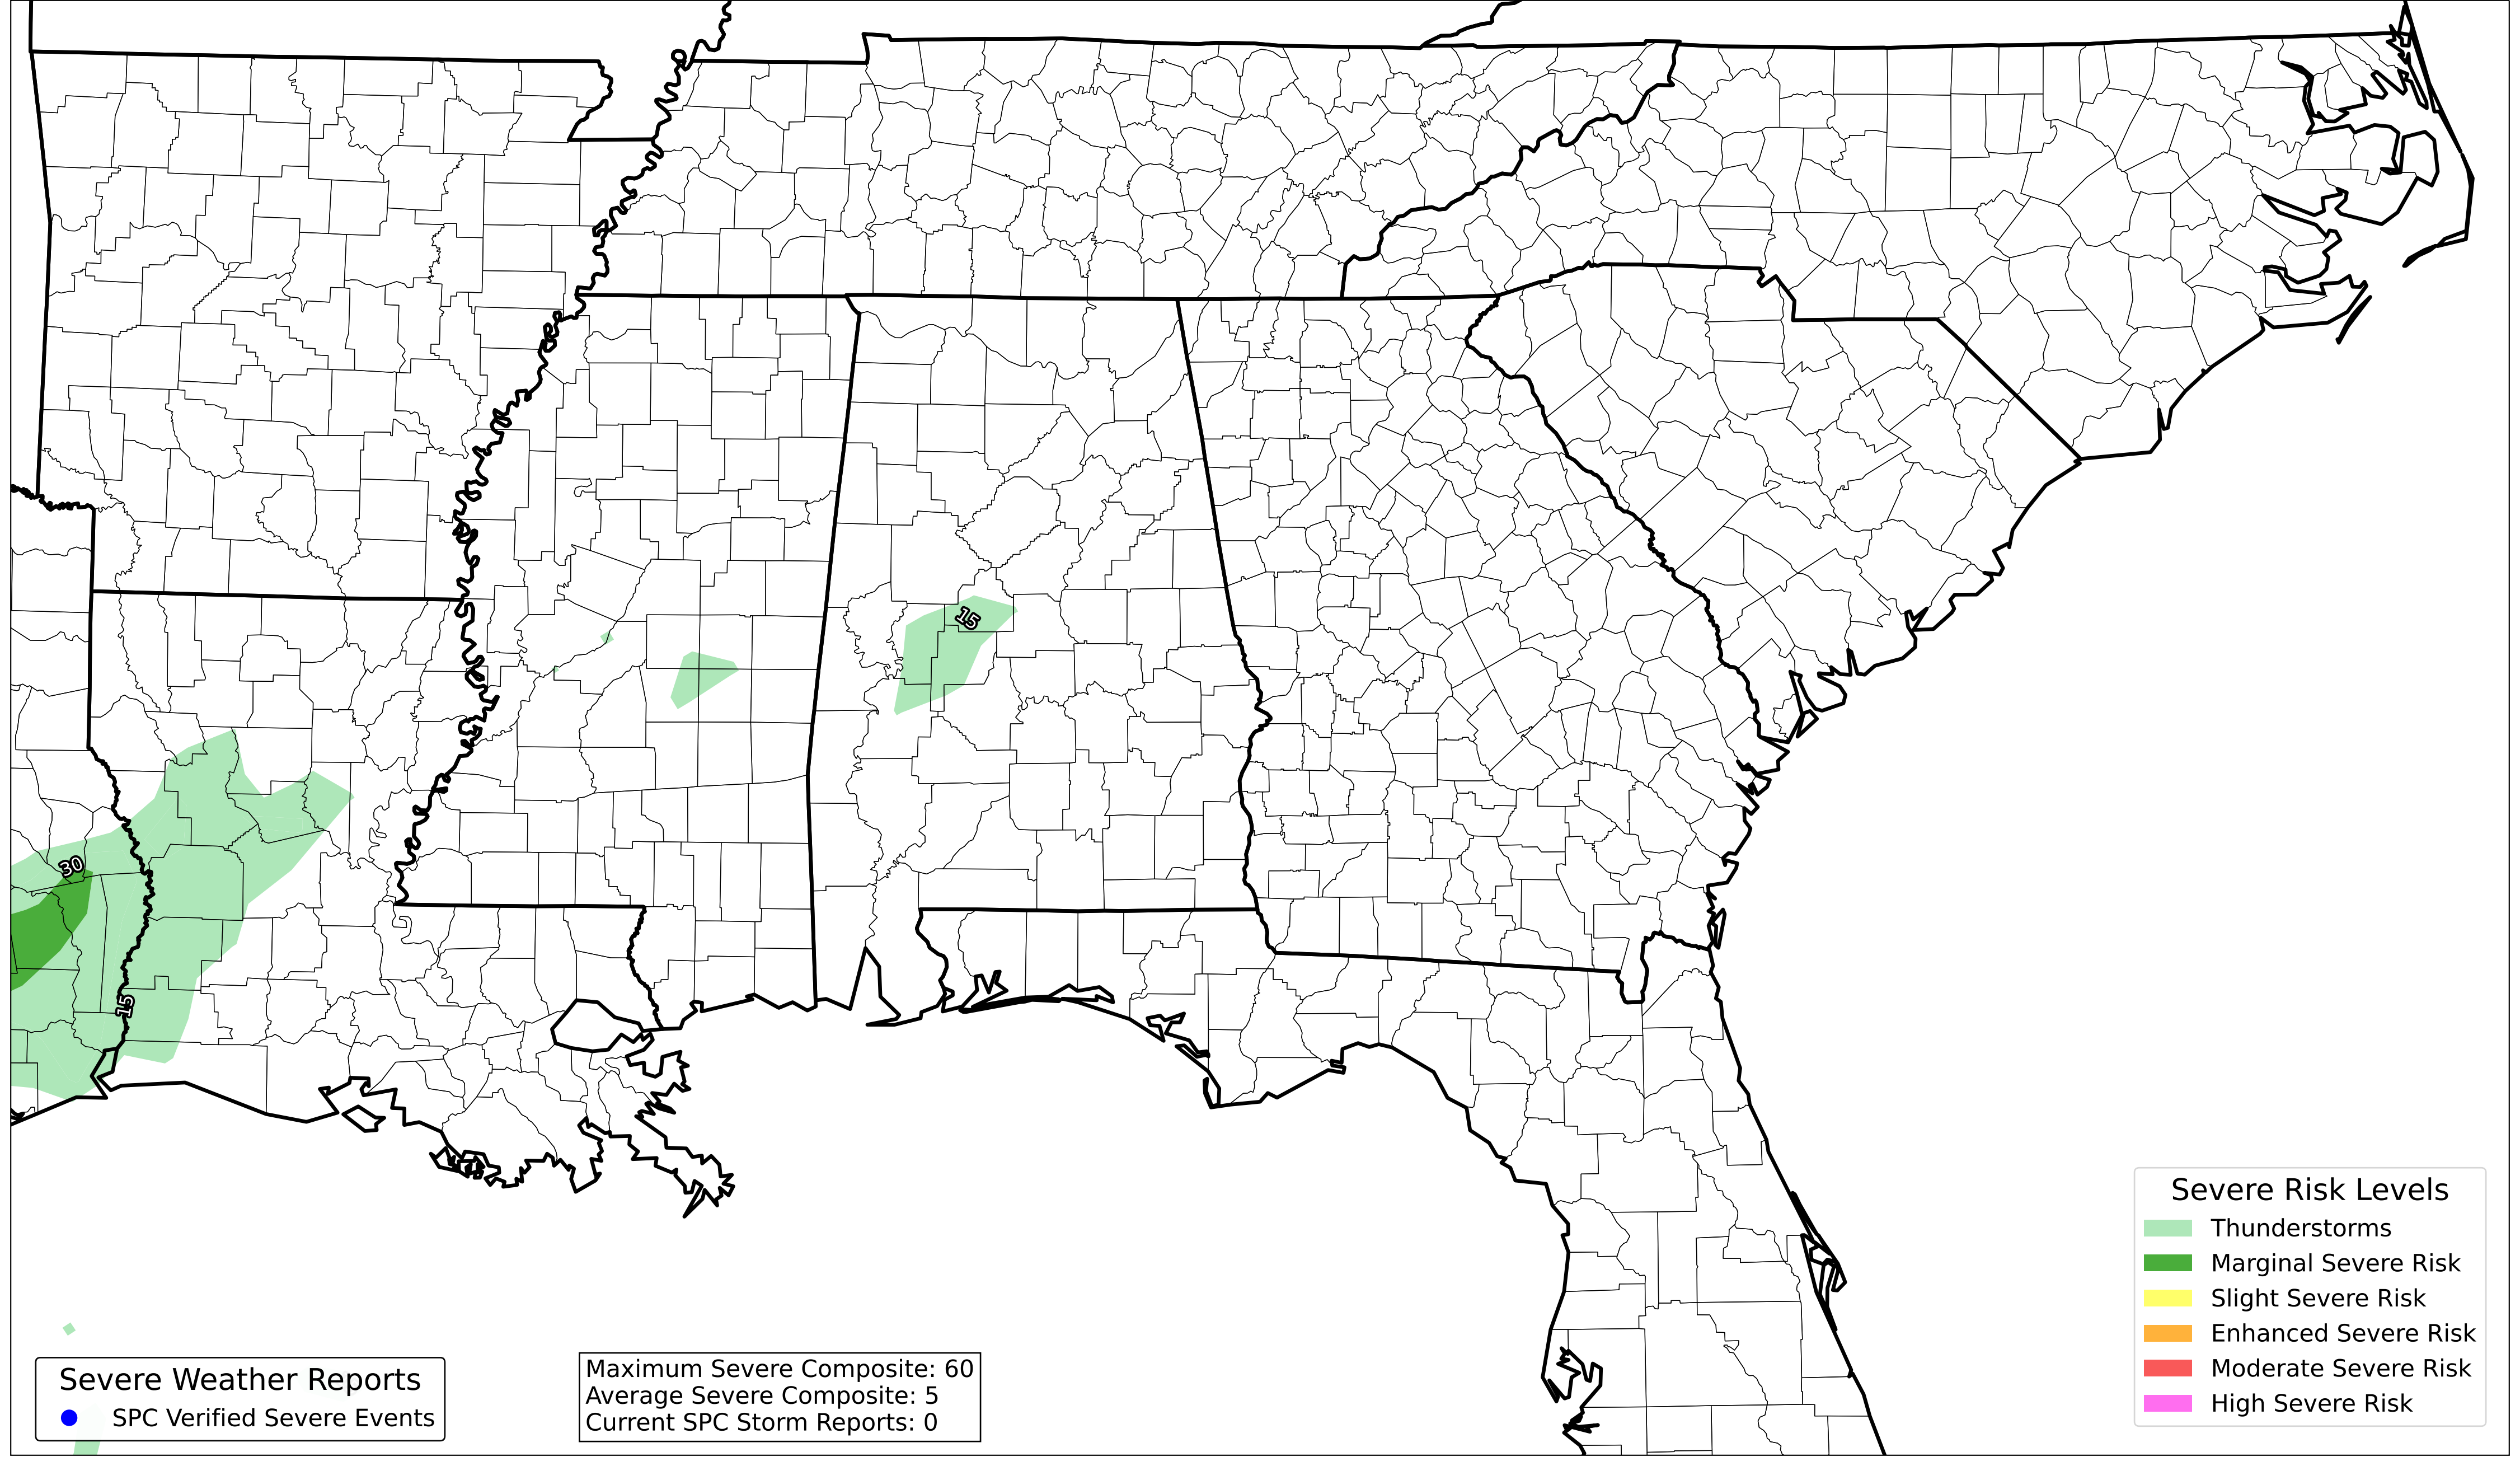 15
30
15
Severe Weather Reports
SPC Verified Severe Events
Maximum Severe Composite: 60
Average Severe Composite: 5
Current SPC Storm Reports: 0
Severe Risk Levels
Thunderstorms
Marginal Severe Risk
Slight Severe Risk
Enhanced Severe Risk
Moderate Severe Risk
High Severe Risk